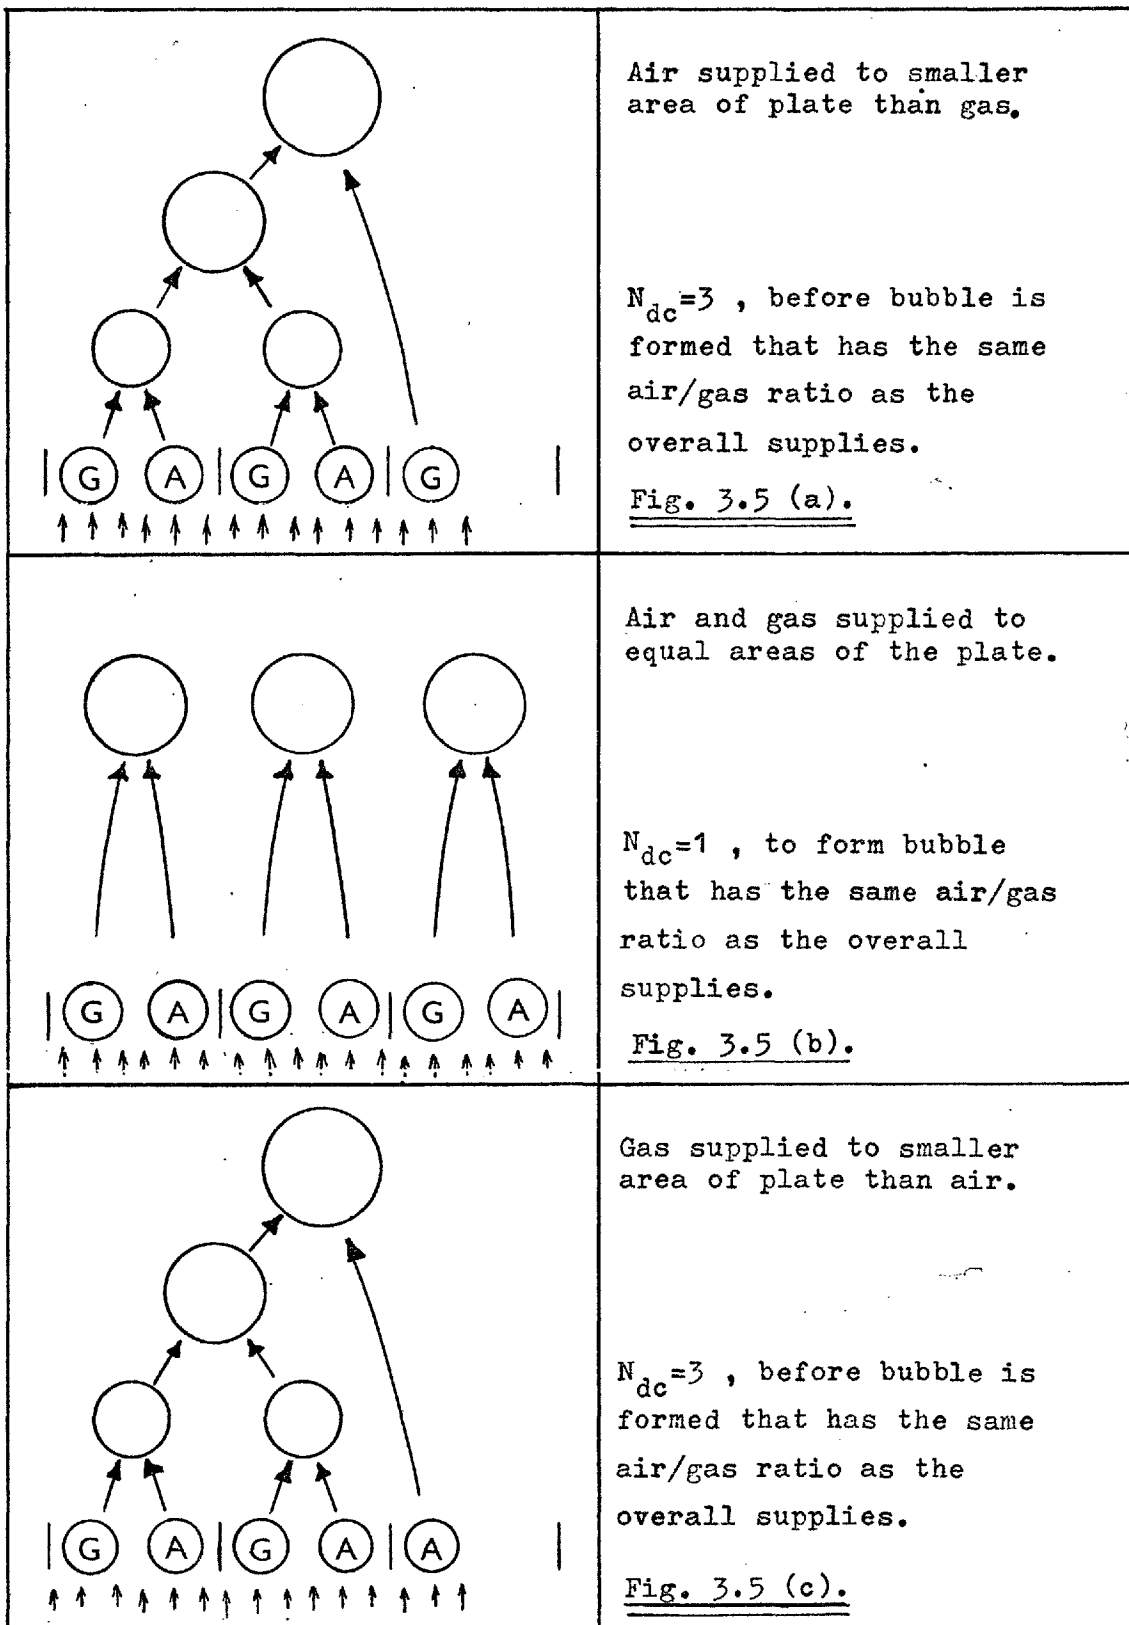 Air supplied to smaller
area of plate than gas.
N_dc=3 , before bubble is
formed that has the same
air/gas ratio as the
overall supplies.
Fig. 3.5 (a).
G A G A G
Air and gas supplied to
equal areas of the plate.
N_dc=1 , to form bubble
that has the same air/gas
ratio as the overall
supplies.
Fig. 3.5 (b).
G A G A G A
Gas supplied to smaller
area of plate than air.
N_dc=3 , before bubble is
formed that has the same
air/gas ratio as the
overall supplies.
Fig. 3.5 (c).
G A G A A